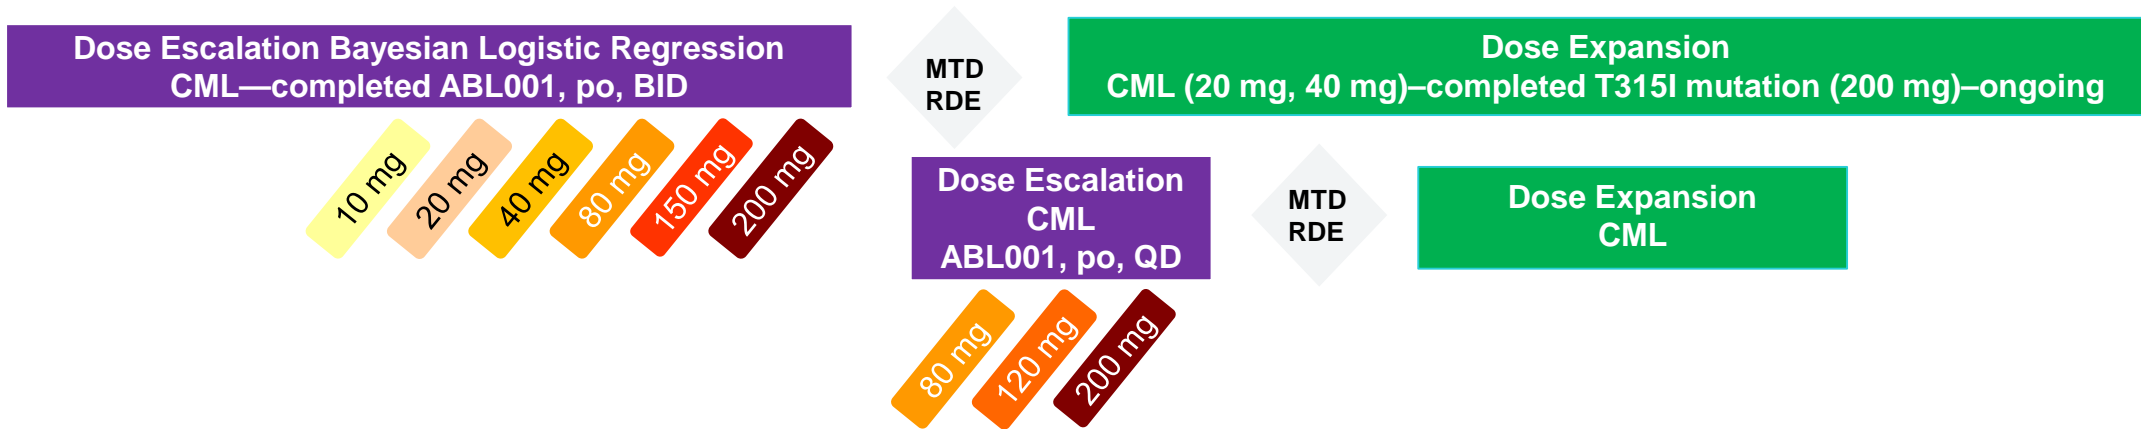 Dose Escalation Bayesian Logistic Regression
CML—completed ABL001, po, BID
MTD
RDE
Dose Expansion
CML (20 mg, 40 mg)–completed T315I mutation (200 mg)–ongoing
10 mg
20 mg
40 mg
80 mg
150 mg
200 mg
Dose Escalation
CML
ABL001, po, QD
MTD
RDE
Dose Expansion
CML
80 mg
120 mg
200 mg